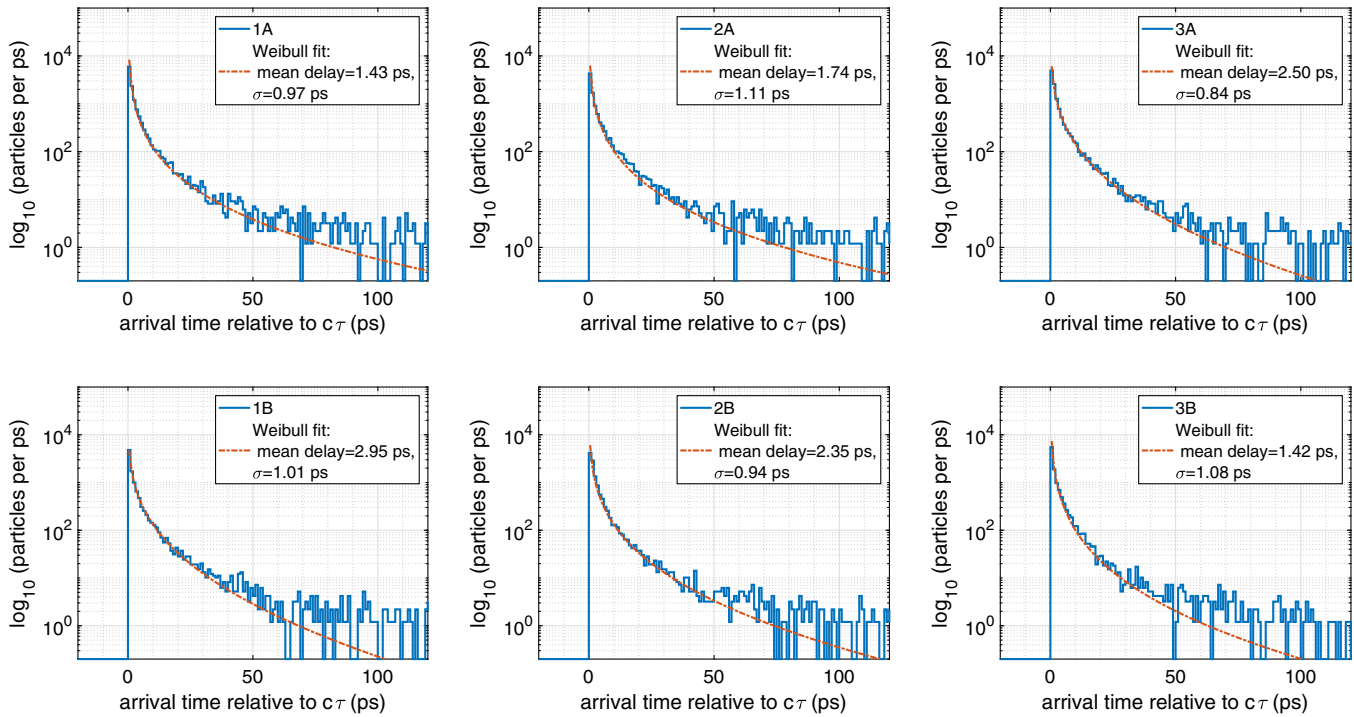 1A
Weibull fit:
mean delay=1.43 ps,
σ=0.97 ps
10^4
10^2
10^0
log10 (particles per ps)
0
50
100
arrival time relative to cτ (ps)
2A
Weibull fit:
mean delay=1.74 ps,
σ=1.11 ps
10^4
10^2
10^0
log10 (particles per ps)
0
50
100
arrival time relative to cτ (ps)
3A
Weibull fit:
mean delay=2.50 ps,
σ=0.84 ps
10^4
10^2
10^0
log10 (particles per ps)
0
50
100
arrival time relative to cτ (ps)
1B
Weibull fit:
mean delay=2.95 ps,
σ=1.01 ps
10^4
10^2
10^0
log10 (particles per ps)
0
50
100
arrival time relative to cτ (ps)
2B
Weibull fit:
mean delay=2.35 ps,
σ=0.94 ps
10^4
10^2
10^0
log10 (particles per ps)
0
50
100
arrival time relative to cτ (ps)
3B
Weibull fit:
mean delay=1.42 ps,
σ=1.08 ps
10^4
10^2
10^0
log10 (particles per ps)
0
50
100
arrival time relative to cτ (ps)